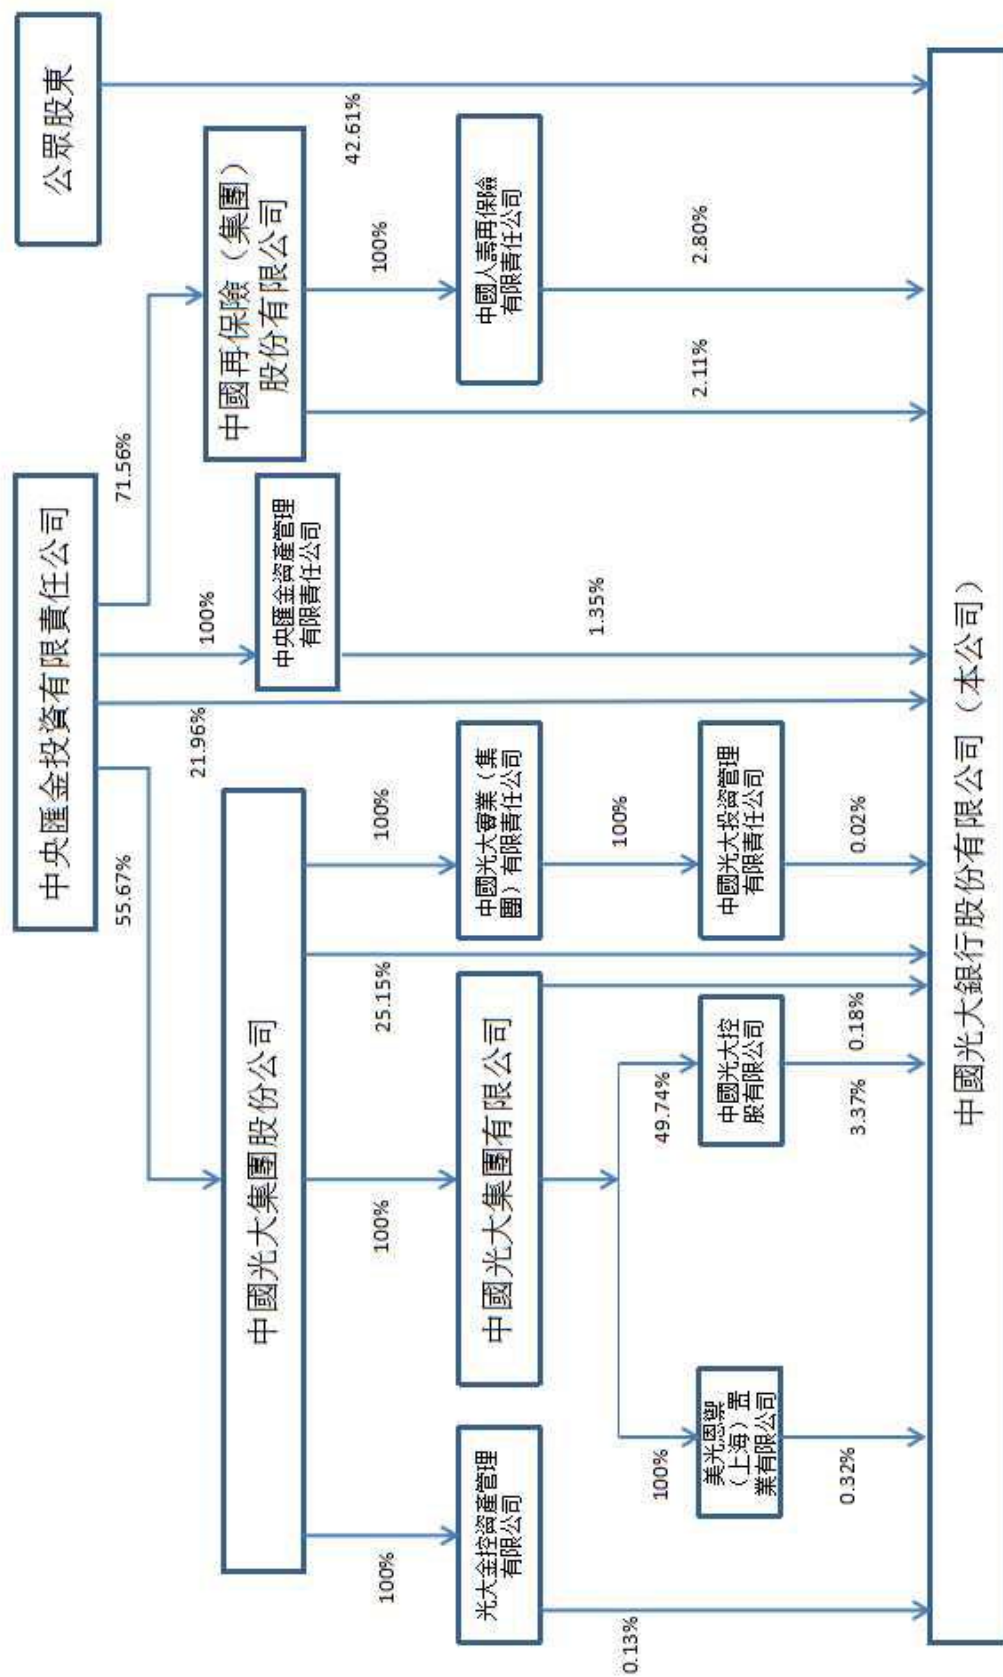 中央匯金投資有限責任公司
公眾股東
55.67%
21.96%
100%
71.56%
中國光大集團股份公司
中央匯金資產管理
有限責任公司
中國再保險（集團）
股份有限公司
42.61%
100%
100%
25.15%
100%
100%
光大金控資產管理
有限公司
中國光大集團有限公司
中國光大實業（集
團）有限責任公司
中國人壽再保險
有限責任公司
0.13%
100%
49.74%
100%
1.35%
2.11%
2.80%
美光恩御
（上海）置
業有限公司
中國光大控
股有限公司
中國光大投資管理
有限責任公司
0.32%
3.37%
0.18%
0.02%
中國光大銀行股份有限公司（本公司）